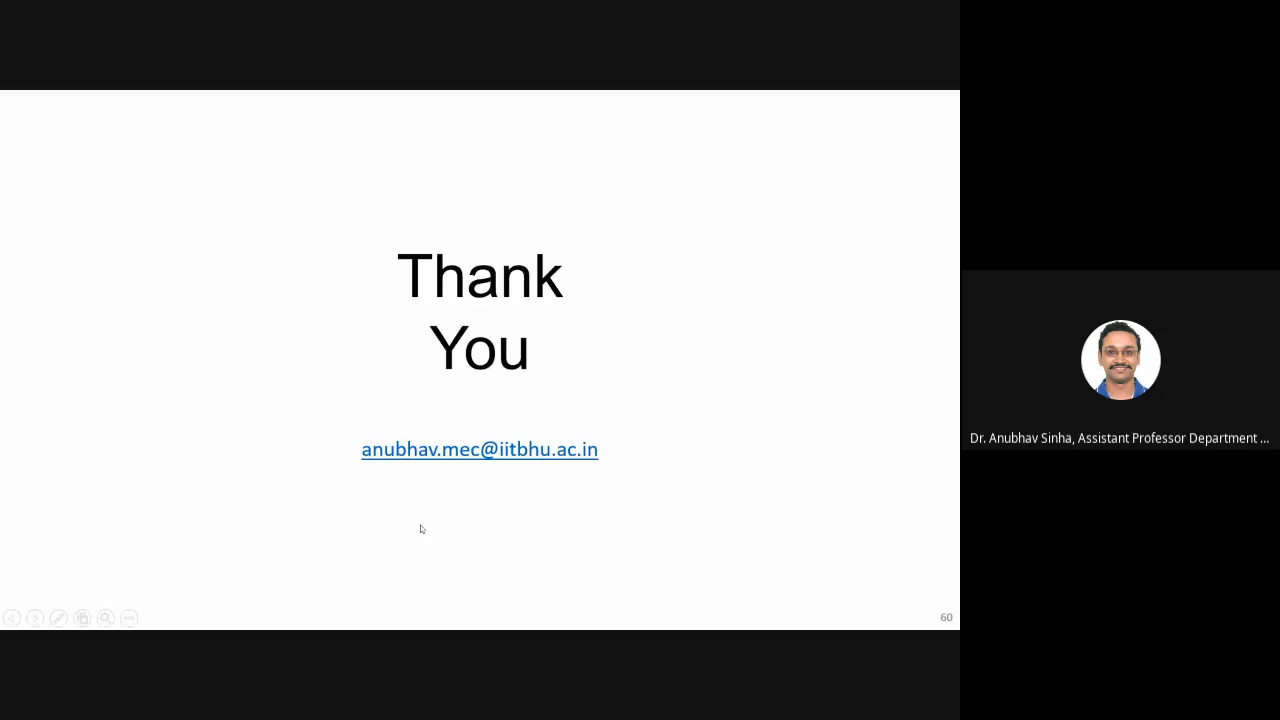 Thank
You
anubhav.mec@iitbhu.ac.in
60
Dr. Anubhav Sinha, Assistant Professor Department ...